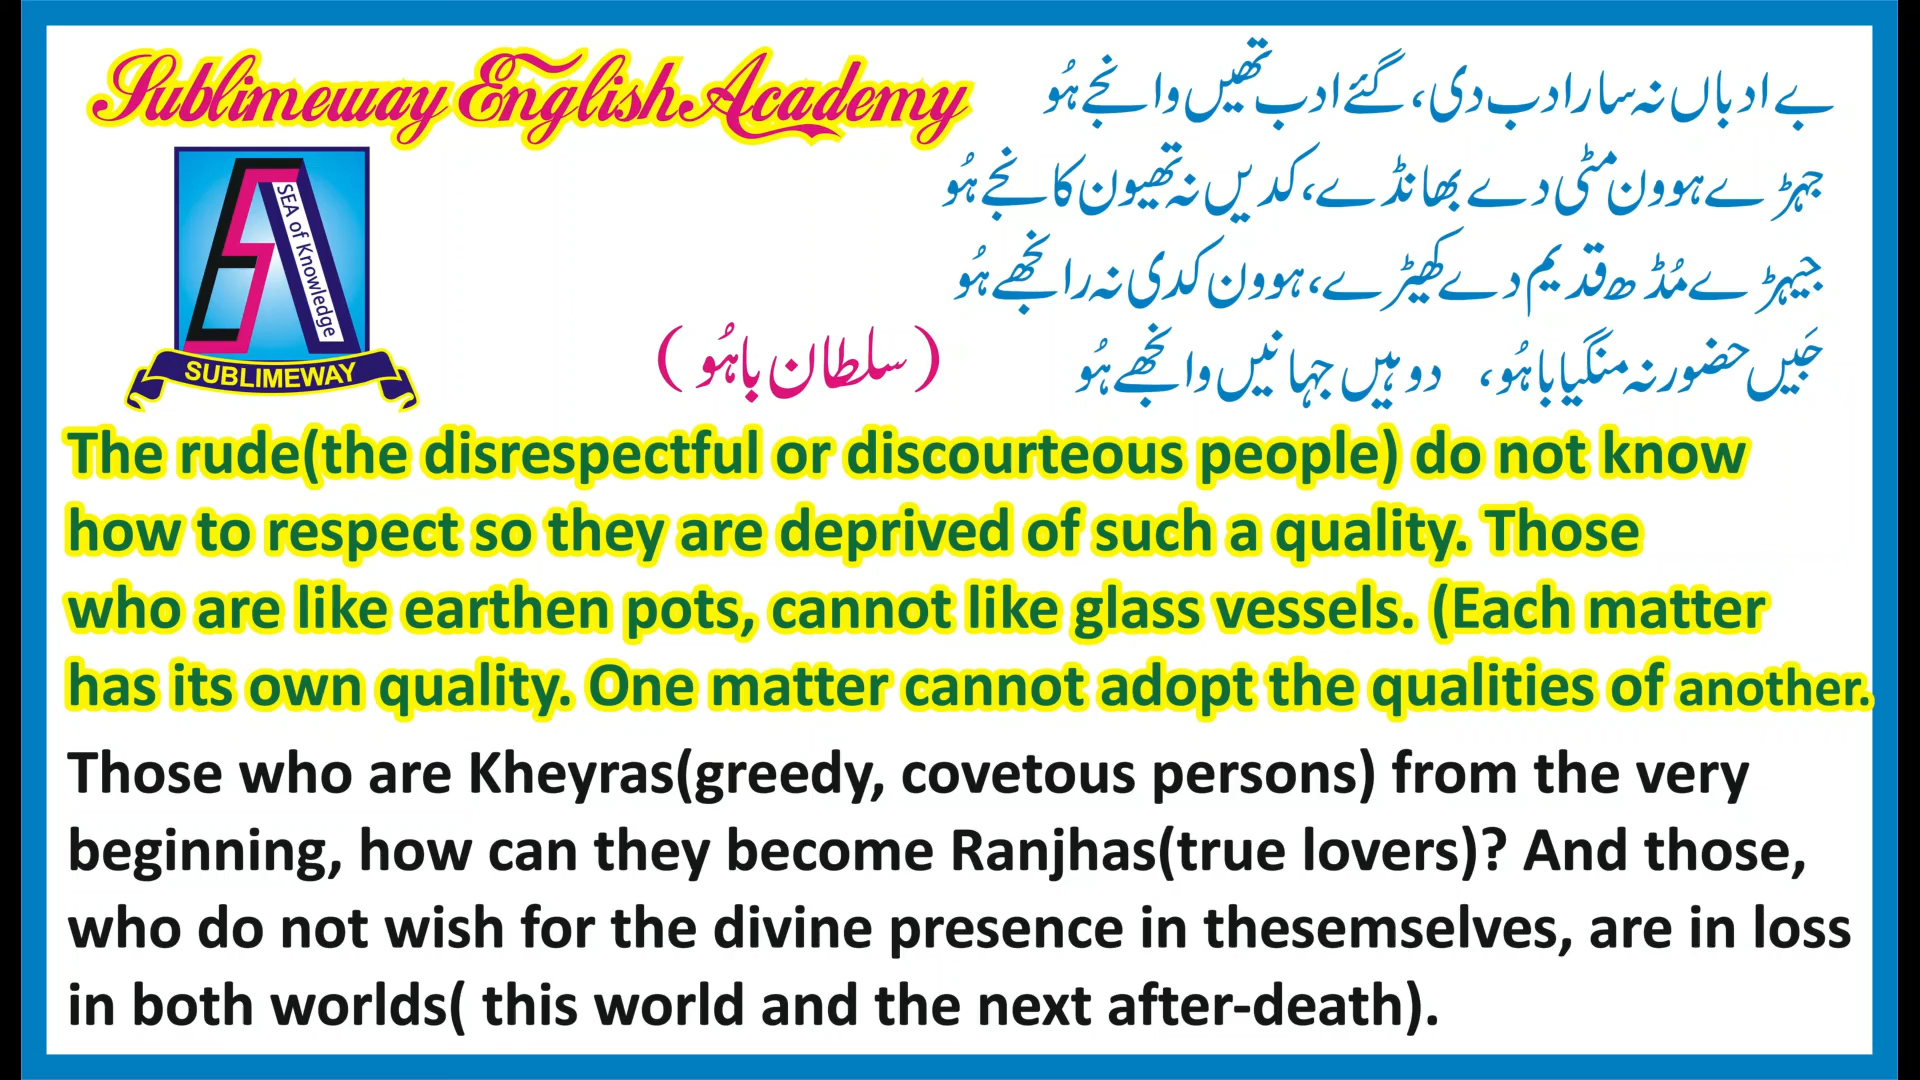 Sublimeway English Academy
بے ادباں نہ سار ادب دی، گئے ادب تھیں وانجے ہُو
جہڑے ہوون مٹی دے بھانڈے، کدیں نہ تھیون کانجے ہُو
جیہڑے مُڈھ قدیم دے کھیڑے، ہوون کدی نہ رانجھے ہُو
جَیں حضور نہ منگیا باہُو، دوہیں جہانیں وانجھے ہُو
(سلطان باہُو)
SEA of Knowledge
SUBLIMEWAY
The rude(the disrespectful or discourteous people) do not know
how to respect so they are deprived of such a quality. Those
who are like earthen pots, cannot like glass vessels. (Each matter
has its own quality. One matter cannot adopt the qualities of another.
Those who are Kheyras(greedy, covetous persons) from the very
beginning, how can they become Ranjhas(true lovers)? And those,
who do not wish for the divine presence in thesemselves, are in loss
in both worlds( this world and the next after-death).